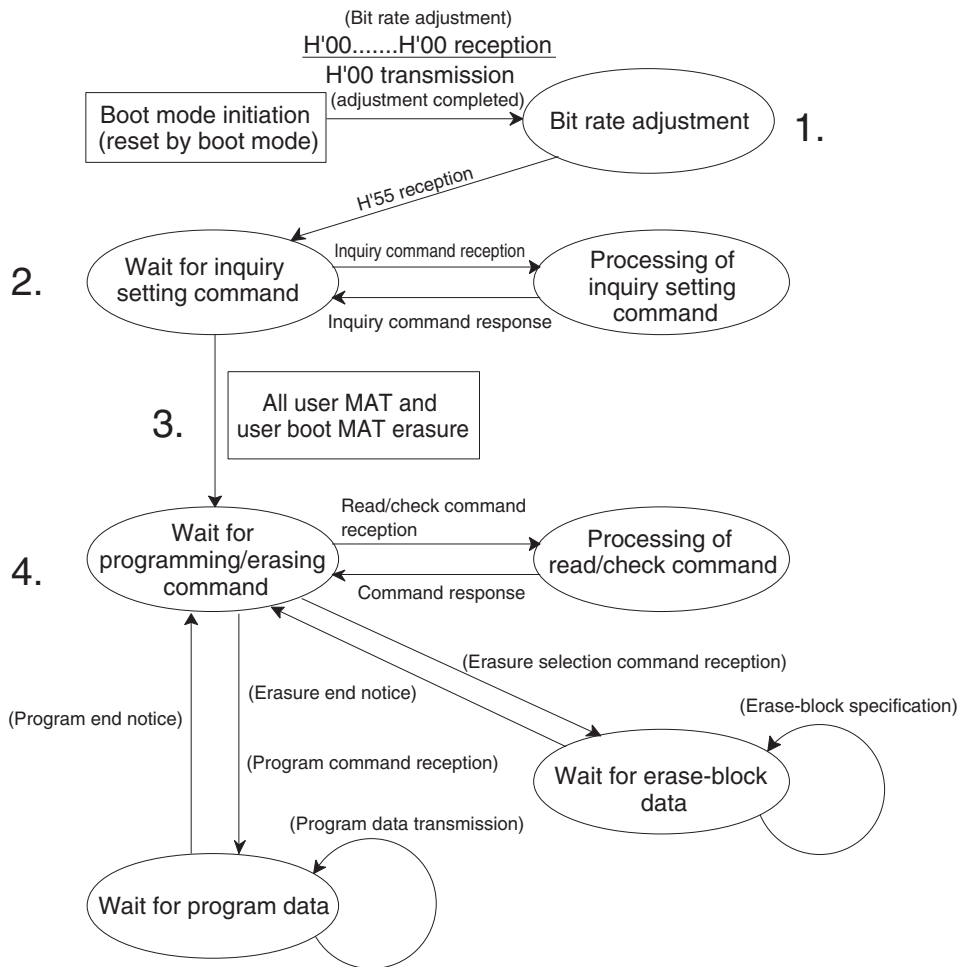 (Bit rate adjustment)
H'00.......H'00 reception
H'00 transmission
(adjustment completed)
Boot mode initiation
(reset by boot mode)
Bit rate adjustment
1.
H'55 reception
2.
Wait for inquiry
setting command
Inquiry command reception
Inquiry command response
Processing of
inquiry setting
command
3.
All user MAT and
user boot MAT erasure
4.
Wait for
programming/erasing
command
Read/check command
reception
Command response
Processing of
read/check command
(Erasure selection command reception)
(Erasure end notice)
(Program end notice)
(Program command reception)
(Erase-block specification)
Wait for erase-block
data
(Program data transmission)
Wait for program data